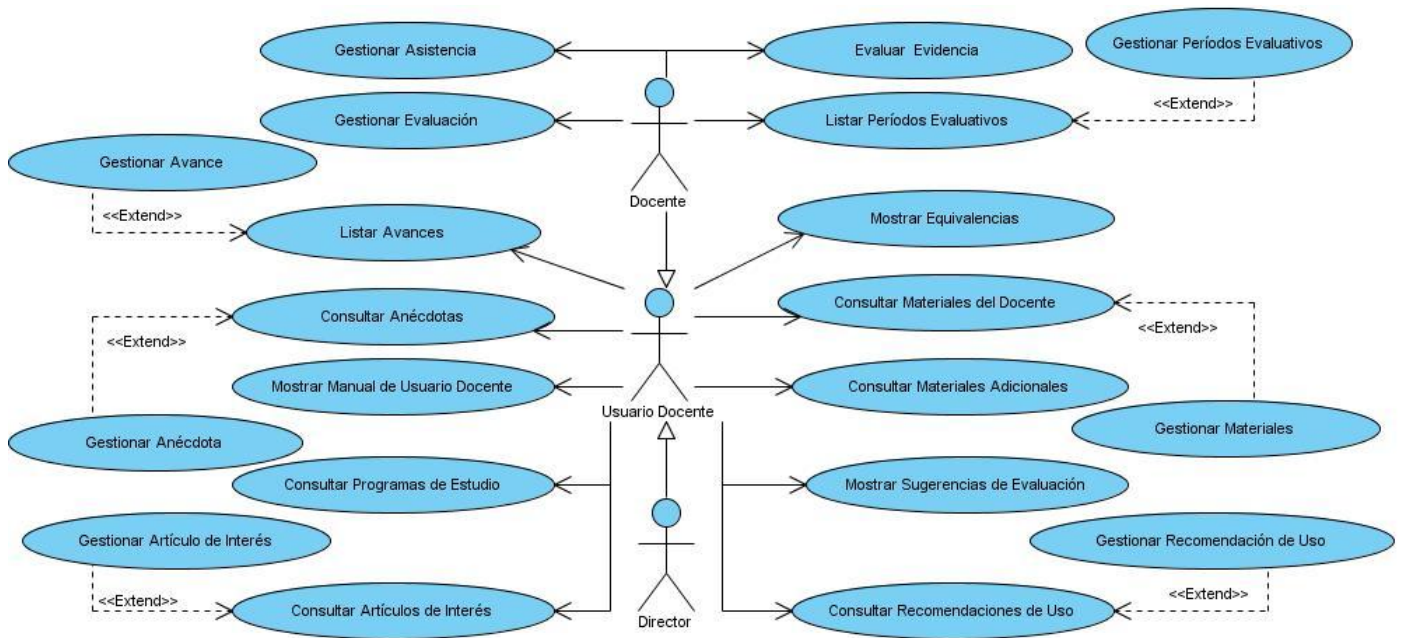 Gestionar Asistencia
Evaluar Evidencia
Gestionar Períodos Evaluativos
Gestionar Evaluación
Listar Períodos Evaluativos
<<Extend>>
Gestionar Avance
Docente
<<Extend>>
Listar Avances
Mostrar Equivalencias
Consultar Anécdotas
Consultar Materiales del Docente
<<Extend>>
<<Extend>>
Mostrar Manual de Usuario Docente
Consultar Materiales Adicionales
Usuario Docente
Gestionar Anécdota
Gestionar Materiales
Consultar Programas de Estudio
Mostrar Sugerencias de Evaluación
Gestionar Artículo de Interés
Gestionar Recomendación de Uso
<<Extend>>
Consultar Artículos de Interés
Consultar Recomendaciones de Uso
<<Extend>>
Director